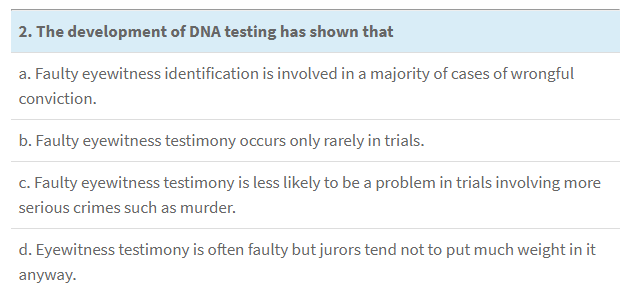 2. The development of DNA testing has shown that
a. Faulty eyewitness identification is involved in a majority of cases of wrongful
conviction.
b. Faulty eyewitness testimony occurs only rarely in trials.
c. Faulty eyewitness testimony is less likely to be a problem in trials involving more
serious crimes such as murder.
d. Eyewitness testimony is often faulty but jurors tend not to put much weight in it
anyway.